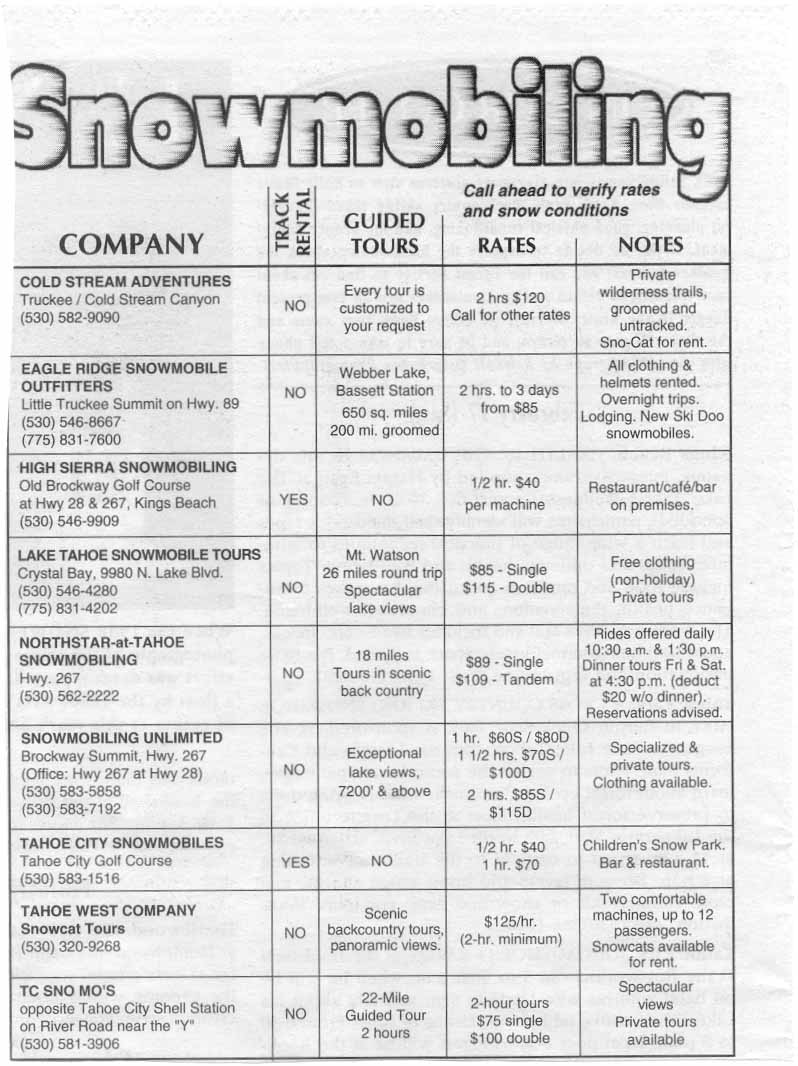 Snowmobiling
COMPANY
TRACK RENTAL
GUIDED TOURS
Call ahead to verify rates
and snow conditions
RATES
NOTES
COLD STREAM ADVENTURES
Truckee / Cold Stream Canyon
(530) 582-9090
NO
Every tour is
customized to
your request
2 hrs $120
Call for other rates
Private
wilderness trails,
groomed and
untracked.
Sno-Cat for rent.
EAGLE RIDGE SNOWMOBILE
OUTFITTERS
Little Truckee Summit on Hwy. 89
(530) 546-8667
(775) 831-7600
NO
Webber Lake,
Bassett Station
650 sq. miles
200 mi. groomed
2 hrs. to 3 days
from $85
All clothing &
helmets rented.
Overnight trips.
Lodging. New Ski Doo
snowmobiles.
HIGH SIERRA SNOWMOBILING
Old Brockway Golf Course
at Hwy 28 & 267, Kings Beach
(530) 546-9909
YES
NO
1/2 hr. $40
per machine
Restaurant/café/bar
on premises.
LAKE TAHOE SNOWMOBILE TOURS
Crystal Bay, 9980 N. Lake Blvd.
(530) 546-4280
(775) 831-4202
NO
Mt. Watson
26 miles round trip
Spectacular
lake views
$85 - Single
$115 - Double
Free clothing
(non-holiday)
Private tours
NORTHSTAR-at-TAHOE
SNOWMOBILING
Hwy. 267
(530) 562-2222
NO
18 miles
Tours in scenic
back country
$89 - Single
$109 - Tandem
Rides offered daily
10:30 a.m. & 1:30 p.m.
Dinner tours Fri & Sat.
at 4:30 p.m. (deduct
$20 w/o dinner).
Reservations advised.
SNOWMOBILING UNLIMITED
Brockway Summit, Hwy. 267
(Office: Hwy 267 at Hwy 28)
(530) 583-5858
(530) 583-7192
NO
Exceptional
lake views,
7200' & above
1 hr. $60S / $80D
1 1/2 hrs. $70S /
$100D
2 hrs. $85S /
$115D
Specialized &
private tours.
Clothing available.
TAHOE CITY SNOWMOBILES
Tahoe City Golf Course
(530) 583-1516
YES
NO
1/2 hr. $40
1 hr. $70
Children's Snow Park.
Bar & restaurant.
TAHOE WEST COMPANY
Snowcat Tours
(530) 320-9268
NO
Scenic
backcountry tours,
panoramic views.
$125/hr.
(2-hr. minimum)
Two comfortable
machines, up to 12
passengers.
Snowcats available
for rent.
TC SNO MO'S
opposite Tahoe City Shell Station
on River Road near the "Y"
(530) 581-3906
NO
22-Mile
Guided Tour
2 hours
2-hour tours
$75 single
$100 double
Spectacular
views
Private tours
available